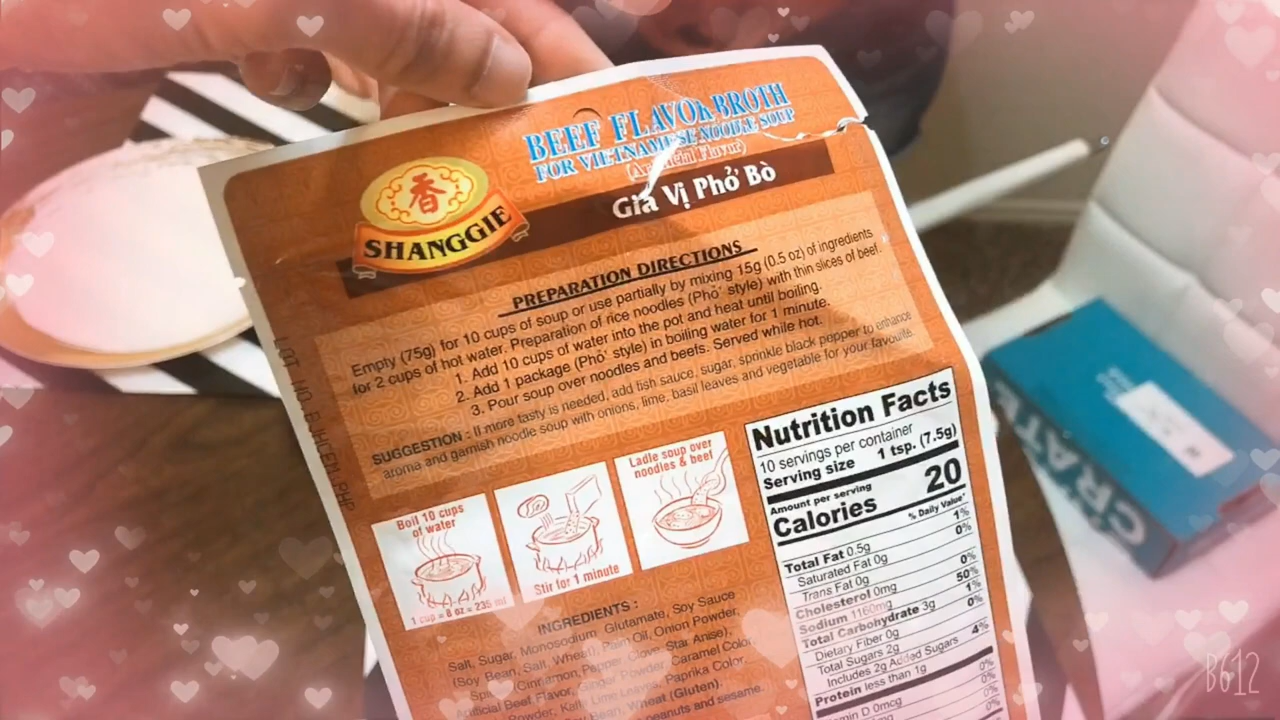 BEEF FLAVOR BROTH
FOR VIETNAMESE NOODLE SOUP
(Artificial Flavor)
香
SHANGGIE
Gia Vị Phở Bò
PREPARATION DIRECTIONS
Empty (75g) for 10 cups of soup or use partially by mixing 15g (0.5 oz) of ingredients
for 2 cups of hot water. Preparation of rice noodles (Phở style) with thin slices of beef.
1. Add 10 cups of water into the pot and heat until boiling.
2. Add 1 package (Phở style) in boiling water for 1 minute.
3. Pour soup over noodles and beefs. Served while hot.
SUGGESTION : If more tasty is needed, add fish sauce, sugar, sprinkle black pepper to enhance
aroma and garnish noodle soup with onions, lime, basil leaves and vegetable for your favourite.
Boil 10 cups
of water
1 cup = 8 oz = 235 ml
Stir for 1 minute
Ladle soup over
noodles & beef
INGREDIENTS :
Salt, Sugar, Monosodium, Glutamate, Soy Sauce
(Soy Bean, Salt, Wheat), Palm Oil, Onion Powder,
(Cinnamon, Pepper, Clove, Star Anise),
Artificial Beef Flavor, Ginger Powder, Caramel Color,
Powder, Kaffir Lime Leaves, Paprika Color,
Bean), Wheat (Gluten).
peanuts and sesame.
Nutrition Facts
10 servings per container
Serving size 1 tsp. (7.5g)
Amount per serving
Calories 20
% Daily Value*
Total Fat 0.5g 1%
Saturated Fat 0g 0%
Trans Fat 0g
Cholesterol 0mg 0%
Sodium 1160mg 50%
Total Carbohydrate 3g 1%
Dietary Fiber 0g 0%
Total Sugars 2g
Includes 2g Added Sugars 4%
Protein less than 1g
Vitamin D 0mcg 0%
0%
0%
LOT NO.
CRATE
B612